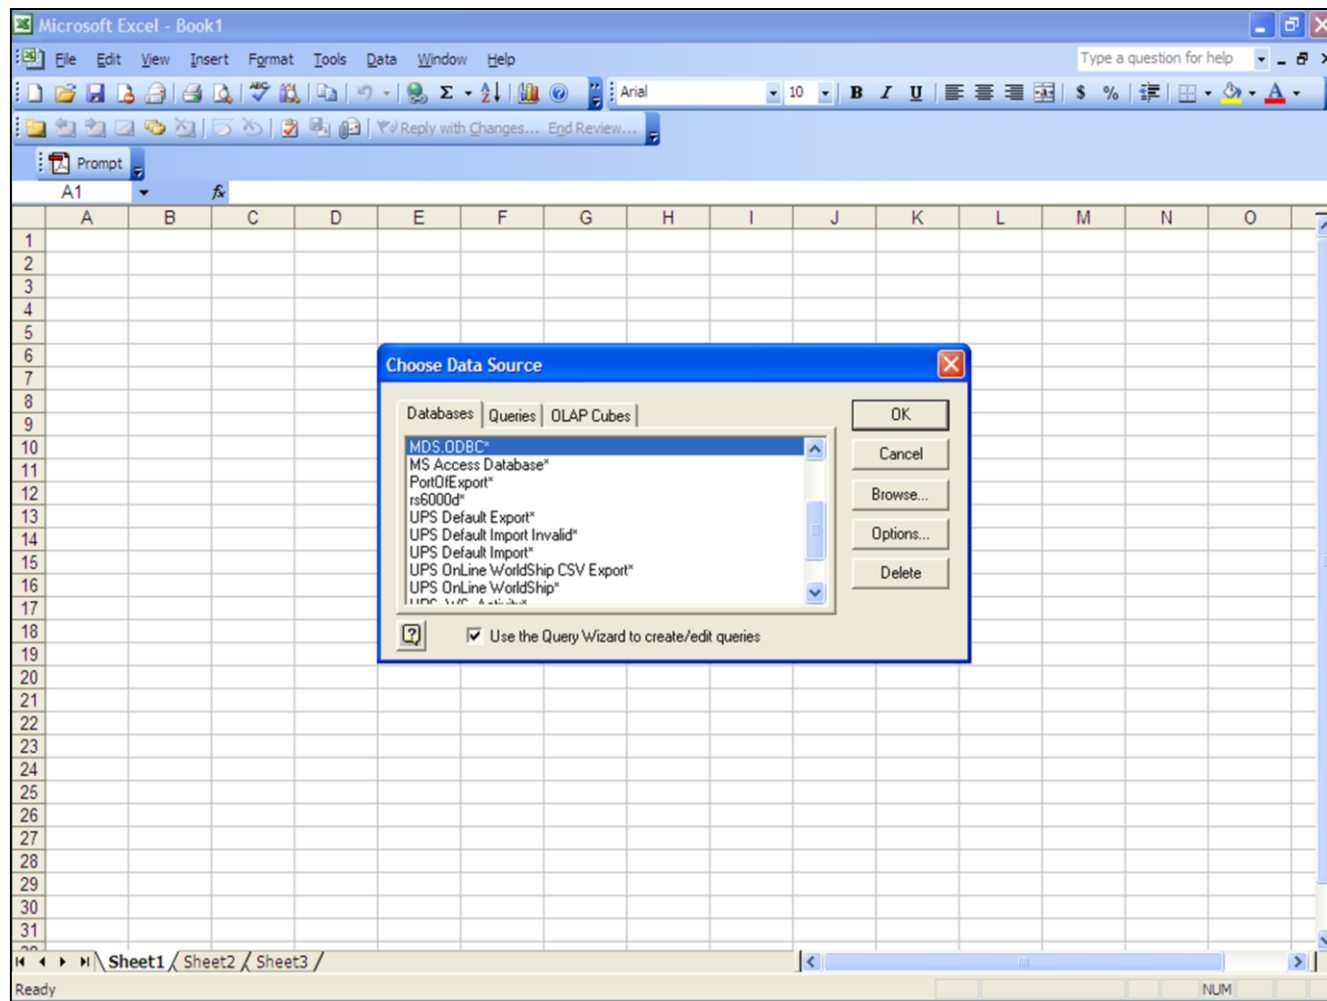 Microsoft Excel - Book1
File Edit View Insert Format Tools Data Window Help Type a question for help
Arial 10 B I U $ %
Reply with Changes... End Review...
Prompt
A1 fx
A B C D E F G H I J K L M N O
1
2
3
4
5
6
7
8
9
10
11
12
13
14
15
16
17
18
19
20
21
22
23
24
25
26
27
28
29
30
31
Choose Data Source
Databases Queries OLAP Cubes
MDS.ODBC*
MS Access Database*
PortOfExport*
rs6000d*
UPS Default Export*
UPS Default Import Invalid*
UPS Default Import*
UPS OnLine WorldShip CSV Export*
UPS OnLine WorldShip*
OK
Cancel
Browse...
Options...
Delete
Use the Query Wizard to create/edit queries
Sheet1 Sheet2 Sheet3
Ready NUM